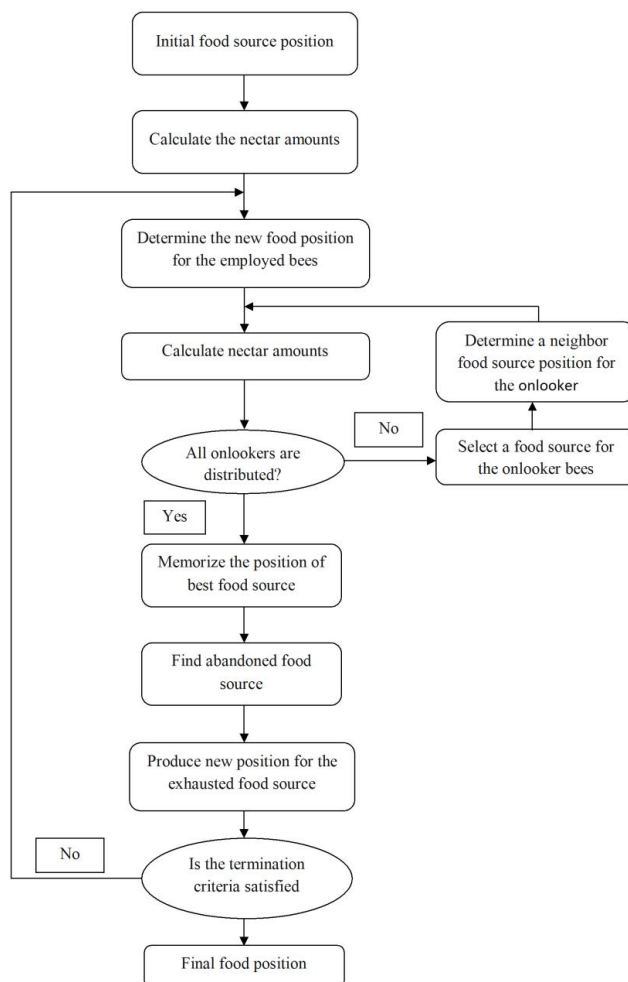 Initial food source position
Calculate the nectar amounts
Determine the new food position
for the employed bees
Calculate nectar amounts
Determine a neighbor
food source position for
the onlooker
All onlookers are
distributed?
No
Select a food source for
the onlooker bees
Yes
Memorize the position of
best food source
Find abandoned food
source
Produce new position for the
exhausted food source
No
Is the termination
criteria satisfied
Final food position